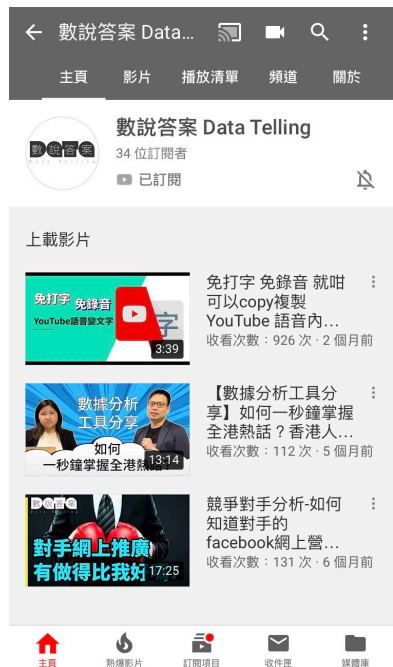 數說答案 Data...
主頁
影片
播放清單
頻道
關於
數說答案
Data Telling
數說答案 Data Telling
34 位訂閱者
已訂閱
上載影片
免打字 免錄音
YouTube語音變文字
字
3:39
免打字 免錄音 就咁
可以copy複製
YouTube 語音內...
收看次數：926 次 · 2 個月前
數據分析
工具分享
如何
一秒鐘掌握全港熱話?
13:14
【數據分析工具分
享】如何一秒鐘掌握
全港熱話？香港人...
收看次數：112 次 · 5 個月前
數說答案
對手網上推廣
有做得比我好
17:25
競爭對手分析-如何
知道對手的
facebook網上營...
收看次數：131 次 · 6 個月前
主頁
熱爆影片
訂閱項目
收件匣
媒體庫